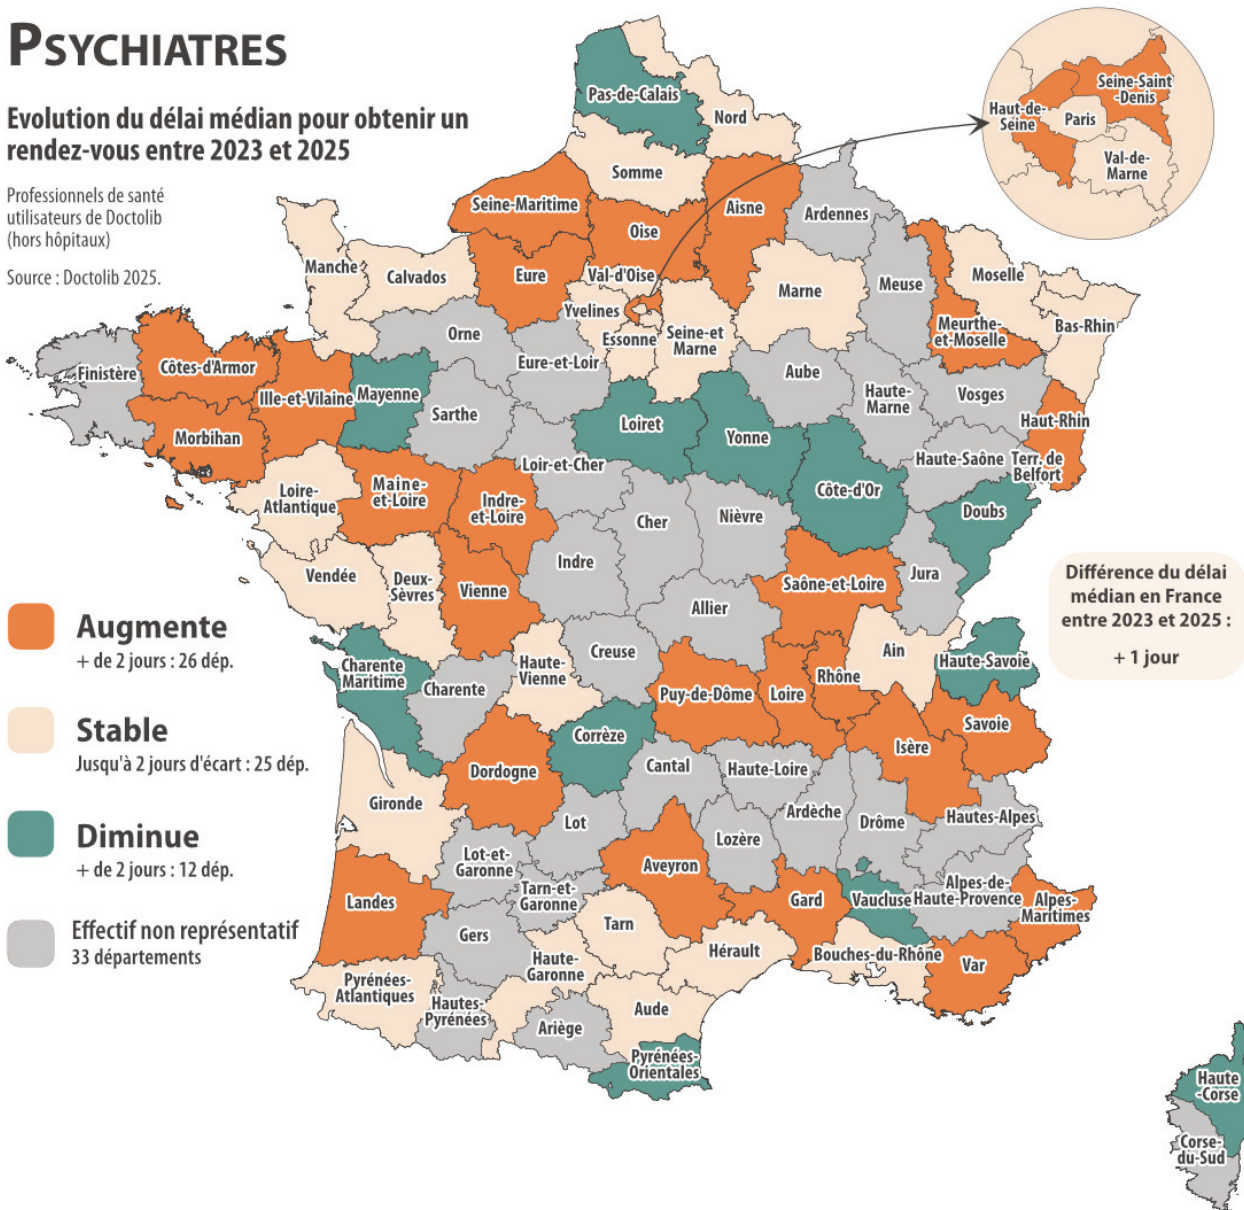 PSYCHIATRES
Evolution du délai médian pour obtenir un
rendez-vous entre 2023 et 2025
Professionnels de santé
utilisateurs de Doctolib
(hors hôpitaux)
Source : Doctolib 2025.
Pas-de-Calais
Nord
Somme
Seine-Maritime
Oise
Aisne
Ardennes
Haut-de-
Seine
Seine-Saint
-Denis
Paris
Val-de-
Marne
Manche
Calvados
Eure
Val-d'Oise
Marne
Meuse
Moselle
Meurthe-
et-Moselle
Bas-Rhin
Yvelines
Essonne
Seine-et
Marne
Orne
Eure-et-Loir
Aube
Haute-
Marne
Vosges
Haut-Rhin
Finistère
Côtes-d'Armor
Ille-et-Vilaine
Mayenne
Sarthe
Morbihan
Loiret
Yonne
Loir-et-Cher
Haute-Saône
Terr. de
Belfort
Côte-d'Or
Doubs
Loire-
Atlantique
Maine-
et-Loire
Indre-
et-Loire
Cher
Nièvre
Indre
Vendée
Deux-
Sèvres
Vienne
Saône-et-Loire
Jura
Allier
Creuse
Haute-
Vienne
Charente
Maritime
Charente
Ain
Haute-Savoie
Puy-de-Dôme
Loire
Rhône
Savoie
Isère
Corrèze
Dordogne
Cantal
Haute-Loire
Ardèche
Drôme
Hautes-Alpes
Gironde
Lot
Lot-et-
Garonne
Lozère
Aveyron
Tarn-et-
Garonne
Landes
Gard
Vaucluse
Alpes-de-
Haute-Provence
Alpes-
Maritimes
Gers
Tarn
Haute-
Garonne
Hérault
Bouches-du-Rhône
Var
Pyrénées-
Atlantiques
Hautes-
Pyrénées
Ariège
Aude
Pyrénées-
Orientales
Haute
-Corse
Corse-
du-Sud
Augmente
+ de 2 jours : 26 dép.
Stable
Jusqu'à 2 jours d'écart : 25 dép.
Diminue
+ de 2 jours : 12 dép.
Effectif non représentatif
33 départements
Différence du délai
médian en France
entre 2023 et 2025 :
+ 1 jour